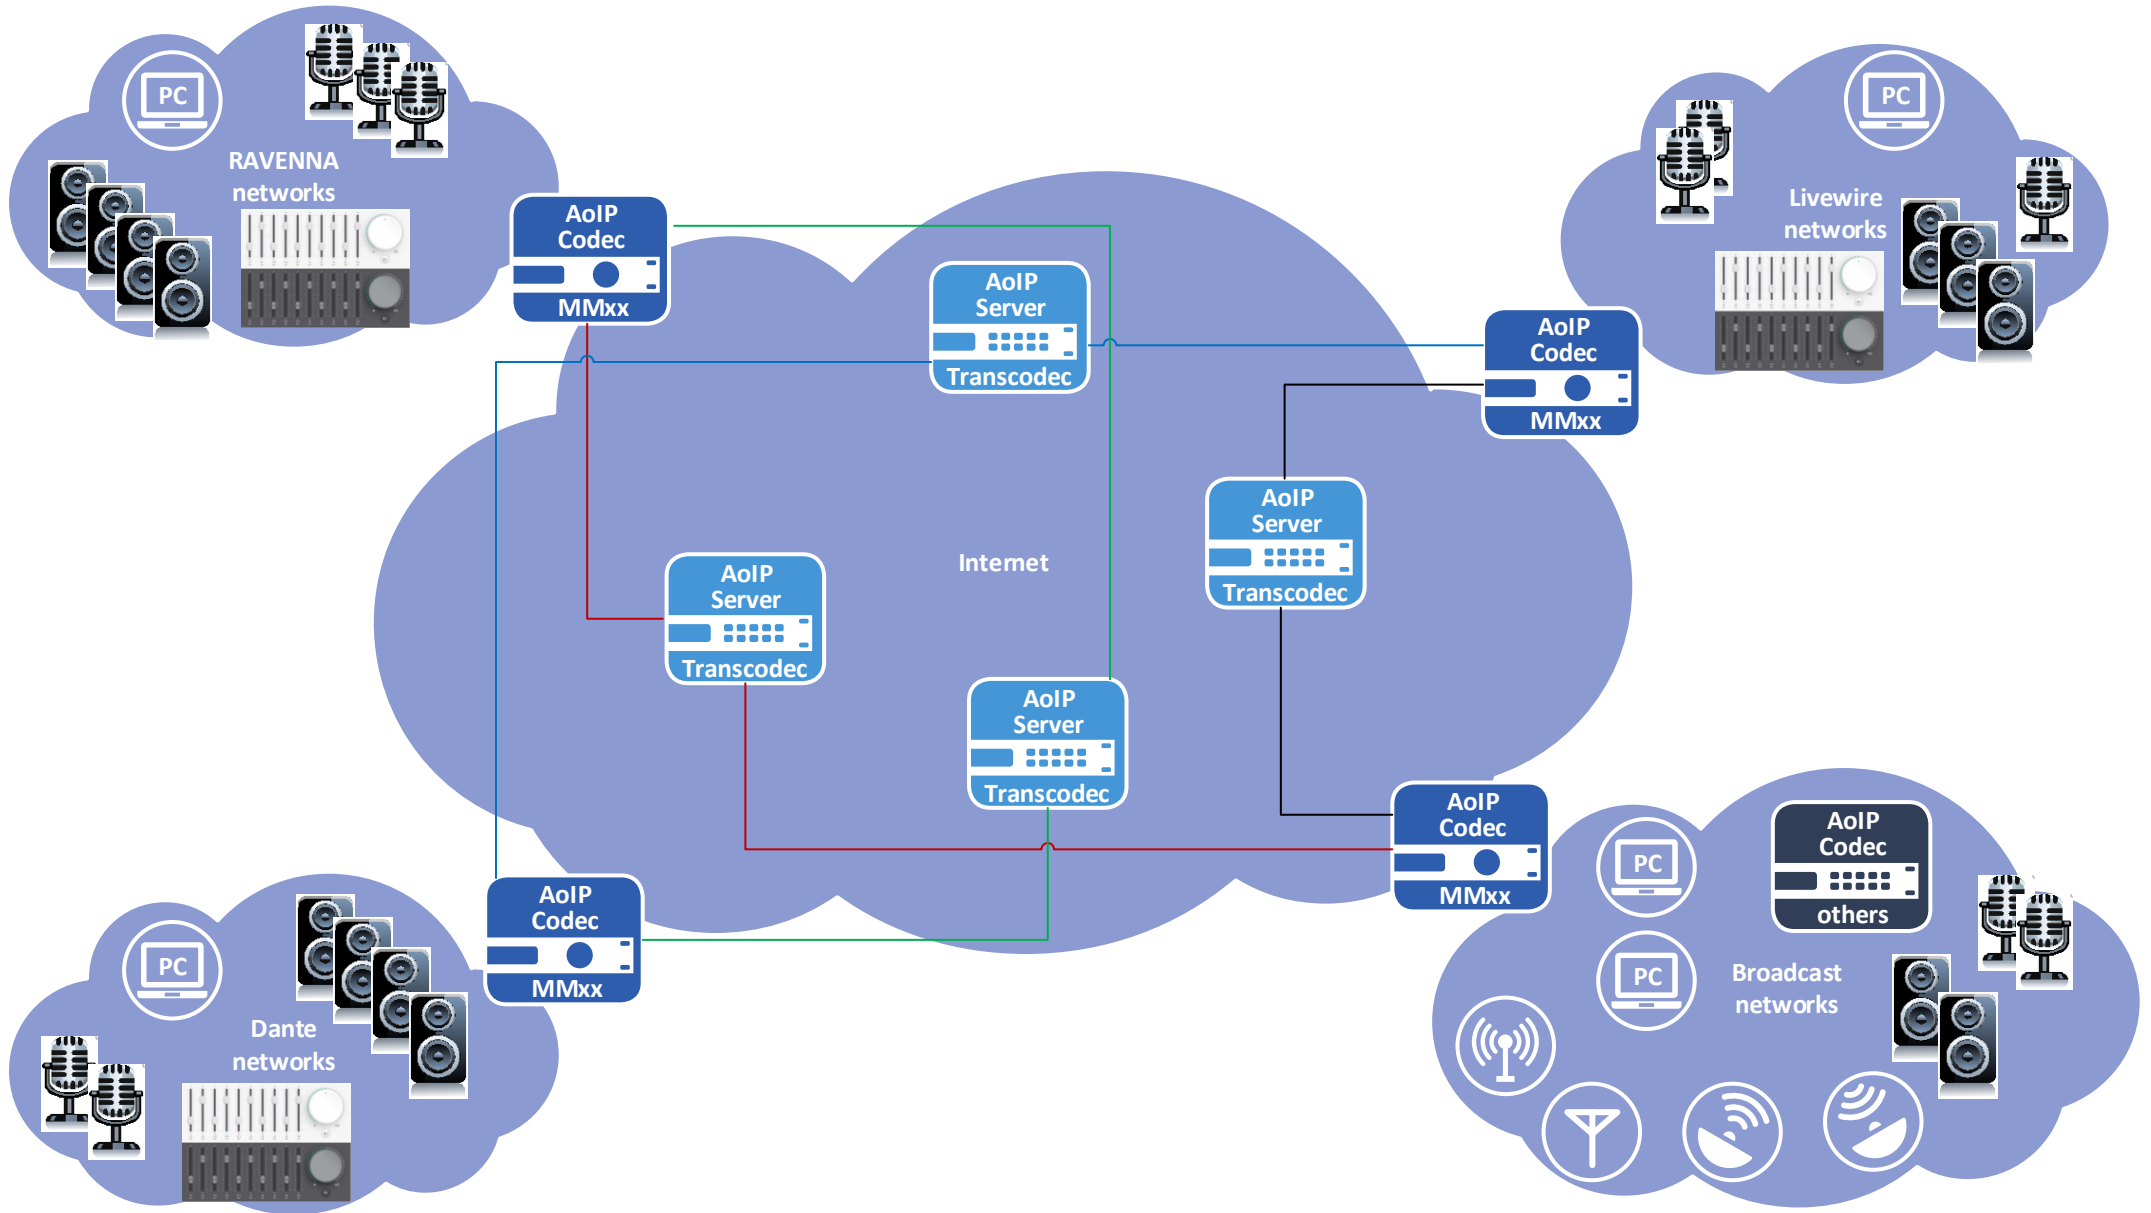 PC
RAVENNA
networks
AoIP
Codec
MMxx
PC
Livewire
networks
AoIP
Server
Transcodec
AoIP
Codec
MMxx
AoIP
Server
Transcodec
Internet
AoIP
Server
Transcodec
AoIP
Server
Transcodec
AoIP
Codec
MMxx
AoIP
Codec
others
PC
PC
Broadcast
networks
AoIP
Codec
MMxx
PC
Dante
networks